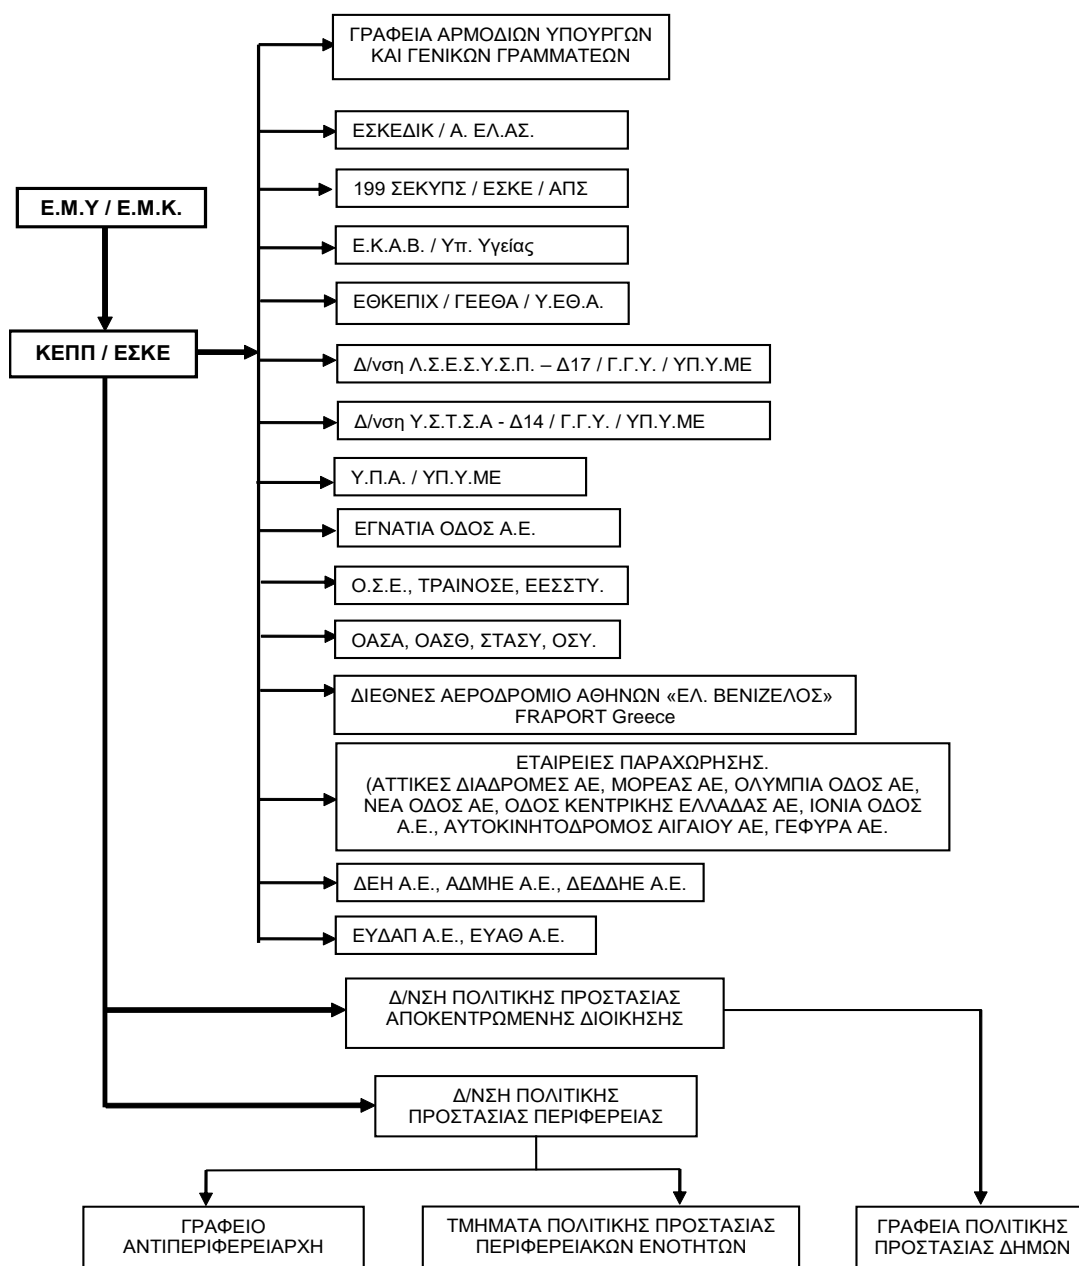 ΓΡΑΦΕΙΑ ΑΡΜΟΔΙΩΝ ΥΠΟΥΡΓΩΝ
ΚΑΙ ΓΕΝΙΚΩΝ ΓΡΑΜΜΑΤΕΩΝ
ΕΣΚΕΔΙΚ / Α. ΕΛ.ΑΣ.
199 ΣΕΚΥΠΣ / ΕΣΚΕ / ΑΠΣ
Ε.Μ.Υ / Ε.Μ.Κ.
Ε.Κ.Α.Β. / Υπ. Υγείας
ΕΘΚΕΠΙΧ / ΓΕΕΘΑ / Υ.ΕΘ.Α.
ΚΕΠΠ / ΕΣΚΕ
Δ/νση Λ.Σ.Ε.Σ.Υ.Σ.Π. – Δ17 / Γ.Γ.Υ. / ΥΠ.Υ.ΜΕ
Δ/νση Υ.Σ.Τ.Σ.Α - Δ14 / Γ.Γ.Υ. / ΥΠ.Υ.ΜΕ
Υ.Π.Α. / ΥΠ.Υ.ΜΕ
ΕΓΝΑΤΙΑ ΟΔΟΣ Α.Ε.
Ο.Σ.Ε., ΤΡΑΙΝΟΣΕ, ΕΕΣΣΤΥ.
ΟΑΣΑ, ΟΑΣΘ, ΣΤΑΣΥ, ΟΣΥ.
ΔΙΕΘΝΕΣ ΑΕΡΟΔΡΟΜΙΟ ΑΘΗΝΩΝ «ΕΛ. ΒΕΝΙΖΕΛΟΣ»
FRAPORT Greece
ΕΤΑΙΡΕΙΕΣ ΠΑΡΑΧΩΡΗΣΗΣ.
(ΑΤΤΙΚΕΣ ΔΙΑΔΡΟΜΕΣ ΑΕ, ΜΟΡΕΑΣ ΑΕ, ΟΛΥΜΠΙΑ ΟΔΟΣ ΑΕ,
ΝΕΑ ΟΔΟΣ ΑΕ, ΟΔΟΣ ΚΕΝΤΡΙΚΗΣ ΕΛΛΑΔΑΣ ΑΕ, ΙΟΝΙΑ ΟΔΟΣ
Α.Ε., ΑΥΤΟΚΙΝΗΤΟΔΡΟΜΟΣ ΑΙΓΑΙΟΥ ΑΕ, ΓΕΦΥΡΑ ΑΕ.
ΔΕΗ Α.Ε., ΑΔΜΗΕ Α.Ε., ΔΕΔΔΗΕ Α.Ε.
ΕΥΔΑΠ Α.Ε., ΕΥΑΘ Α.Ε.
Δ/ΝΣΗ ΠΟΛΙΤΙΚΗΣ ΠΡΟΣΤΑΣΙΑΣ
ΑΠΟΚΕΝΤΡΩΜΕΝΗΣ ΔΙΟΙΚΗΣΗΣ
Δ/ΝΣΗ ΠΟΛΙΤΙΚΗΣ
ΠΡΟΣΤΑΣΙΑΣ ΠΕΡΙΦΕΡΕΙΑΣ
ΓΡΑΦΕΙΟ
ΑΝΤΙΠΕΡΙΦΕΡΕΙΑΡΧΗ
ΤΜΗΜΑΤΑ ΠΟΛΙΤΙΚΗΣ ΠΡΟΣΤΑΣΙΑΣ
ΠΕΡΙΦΕΡΕΙΑΚΩΝ ΕΝΟΤΗΤΩΝ
ΓΡΑΦΕΙΑ ΠΟΛΙΤΙΚΗΣ
ΠΡΟΣΤΑΣΙΑΣ ΔΗΜΩΝ